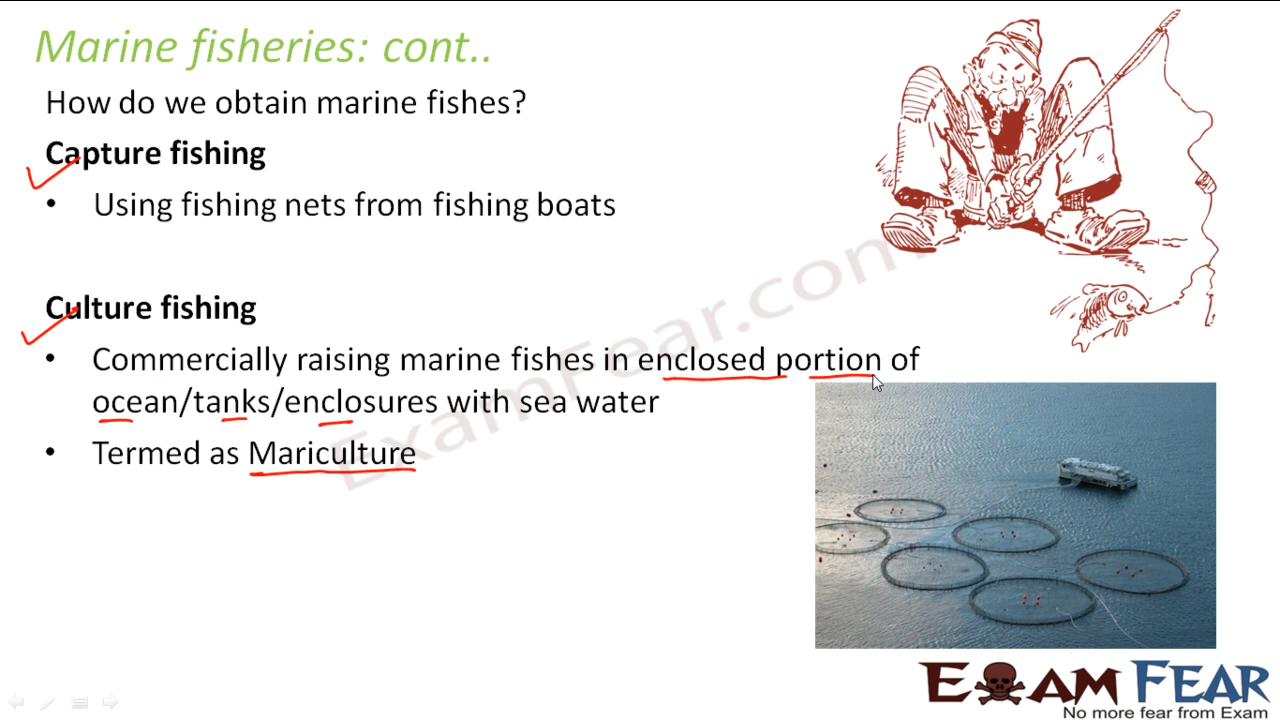 Marine fisheries: cont..
How do we obtain marine fishes?
Capture fishing
• Using fishing nets from fishing boats
Culture fishing
• Commercially raising marine fishes in enclosed portion of
ocean/tanks/enclosures with sea water
• Termed as Mariculture
ExamFear.com
EXAM FEAR
No more fear from Exam